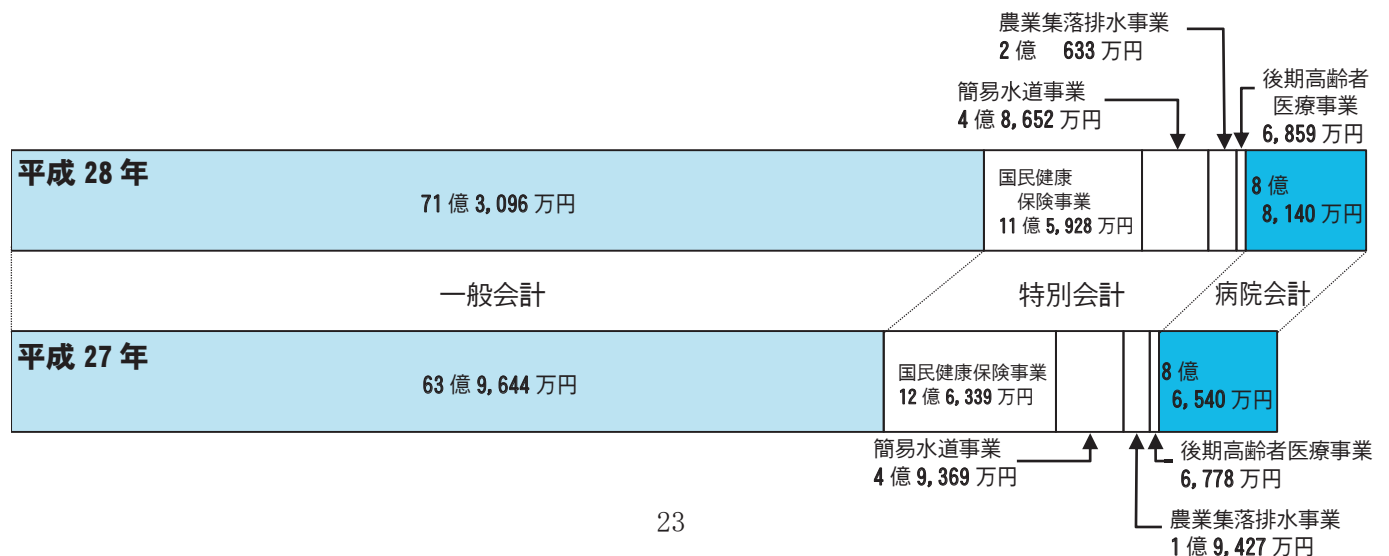 農業集落排水事業
2億 633万円
簡易水道事業
4億8,652万円
後期高齢者
医療事業
6,859万円
平成28年
71億3,096万円
国民健康
保険事業
11億5,928万円
8億
8,140万円
一般会計
特別会計
病院会計
平成27年
63億9,644万円
国民健康保険事業
12億6,339万円
8億
6,540万円
簡易水道事業
4億9,369万円
後期高齢者医療事業
6,778万円
農業集落排水事業
1億9,427万円
23